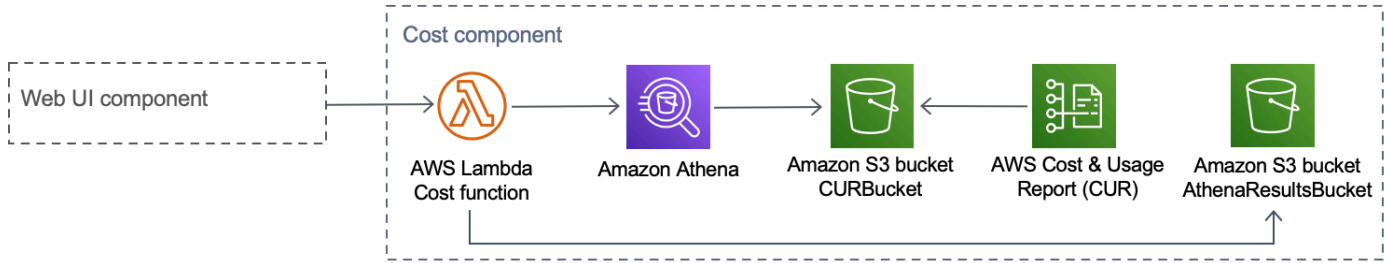 Cost component
Web UI component
AWS Lambda
Cost function
Amazon Athena
Amazon S3 bucket
CURBucket
AWS Cost & Usage
Report (CUR)
Amazon S3 bucket
AthenaResultsBucket